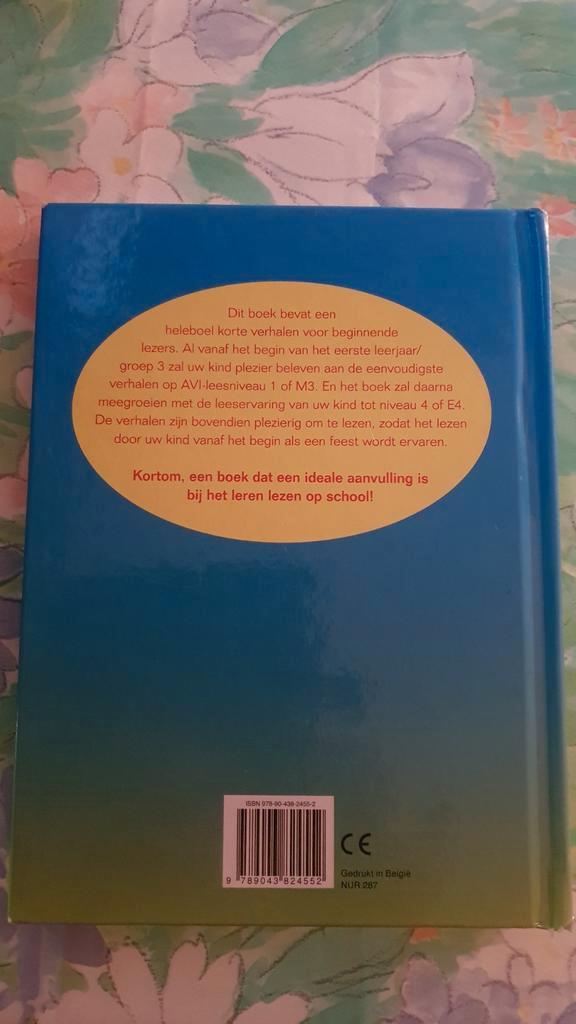 Dit boek bevat een
heleboel korte verhalen voor beginnende
lezers. Al vanaf het begin van het eerste leerjaar/
groep 3 zal uw kind plezier beleven aan de eenvoudigste
verhalen op AVI-leesniveau 1 of M3. En het boek zal daarna
meegroeien met de leeservaring van uw kind tot niveau 4 of E4.
De verhalen zijn bovendien plezierig om te lezen, zodat het lezen
door uw kind vanaf het begin als een feest wordt ervaren.
Kortom, een boek dat een ideale aanvulling is
bij het leren lezen op school!
ISBN 978-90-438-2455-2
9 789043 824552
CE
Gedrukt in België
NUR 287